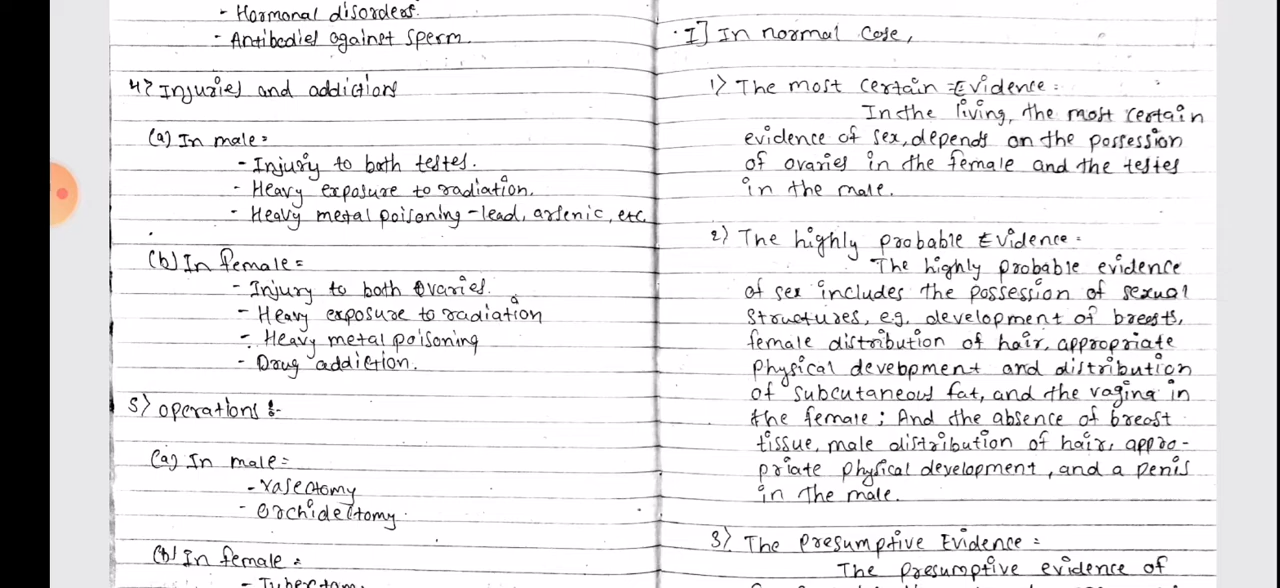 - Hormonal disorders.
- Antibodies against sperm.
4> Injuries and addictions
(a) In male =
- Injury to both testes.
- Heavy exposure to radiation.
- Heavy metal poisoning - lead, arsenic, etc
(b) In female =
- Injury to both Ovaries.
- Heavy exposure to radiation
- Heavy metal poisoning
- Drug addiction.
5> Operations :-
(a) In male =
- Vasectomy
- Orchidectomy.
(b) In female =
- Tubectom
I] In normal Case,
1> The most certain Evidence =
In the living, the most certain
evidence of sex, depends on the possession
of ovaries in the female and the testes
in the male.
2) The highly probable Evidence =
The highly probable evidence
of sex includes the possession of sexual
structures, e.g. development of breasts,
female distribution of hair, appropriate
physical development and distribution
of subcutaneous fat, and the vagina in
the female; And the absence of breast
tissue, male distribution of hair, appro-
priate physical development, and a penis
in the male.
3> The Presumptive Evidence =
The presumptive evidence of